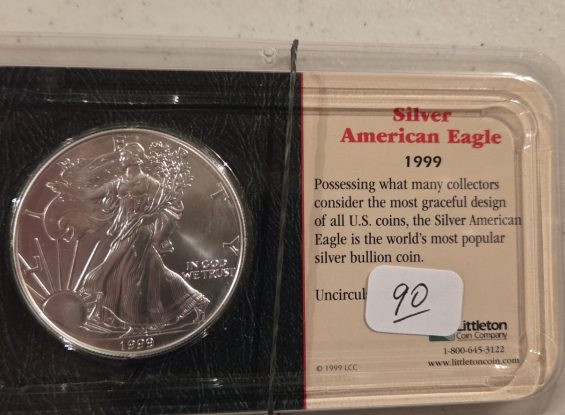 LIBERTY
IN GOD
WE TRUST
1999
Silver
American Eagle
1999
Possessing what many collectors
consider the most graceful design
of all U.S. coins, the Silver American
Eagle is the world's most popular
silver bullion coin.
Uncircul
90
Littleton
Coin Company
1-800-645-3122
© 1999 LCC
www.littletoncoin.com